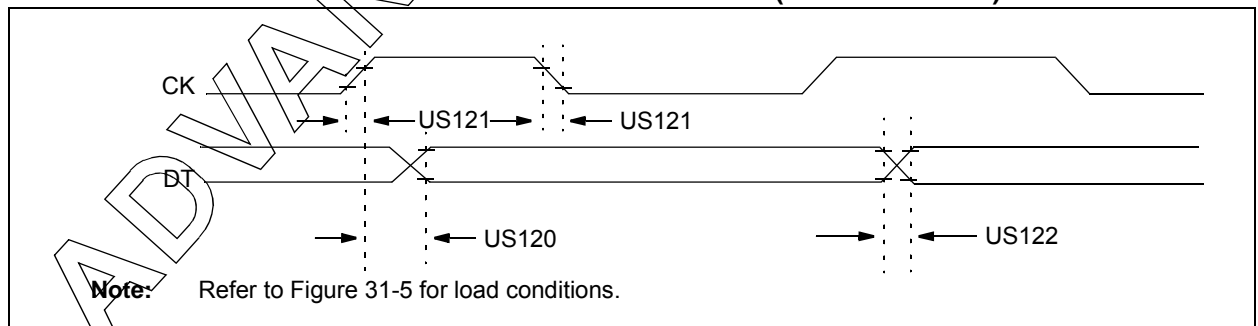 CK
US121
US121
DT
US120
US122
Note: Refer to Figure 31-5 for load conditions.